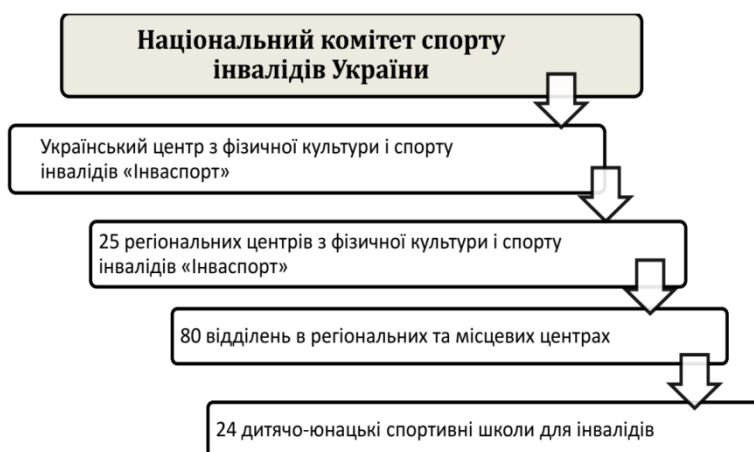 Національний комітет спорту
інвалідів України
Український центр з фізичної культури і спорту
інвалідів «Інваспорт»
25 регіональних центрів з фізичної культури і спорту
інвалідів «Інваспорт»
80 відділень в регіональних та місцевих центрах
24 дитячо-юнацькі спортивні школи для інвалідів